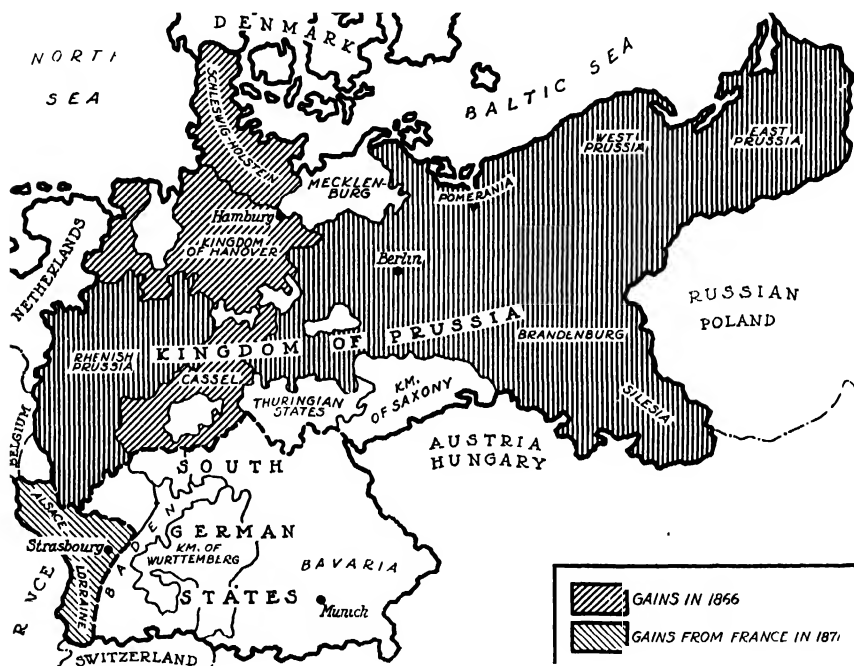 DENMARK
NORTH
SEA
BALTIC SEA
SCHLESWIG-HOLSTEIN
WEST
PRUSSIA
EAST
PRUSSIA
MECKLEN-
BURG
POMERANIA
Hamburg
KINGDOM
OF HANOVER
Berlin
NETHERLANDS
RUSSIAN
POLAND
KINGDOM OF PRUSSIA
BRANDENBURG
RHENISH
PRUSSIA
CASSEL
THURINGIAN
STATES
KM.
OF SAXONY
SILESIA
BELGIUM
AUSTRIA
HUNGARY
SOUTH
GERMAN
STATES
ALSACE
LORRAINE
Strasbourg
BADEN
KM. OF
WURTTEMBERG
BAVARIA
Munich
R NCE
SWITZERLAND
GAINS IN 1866
GAINS FROM FRANCE IN 1871